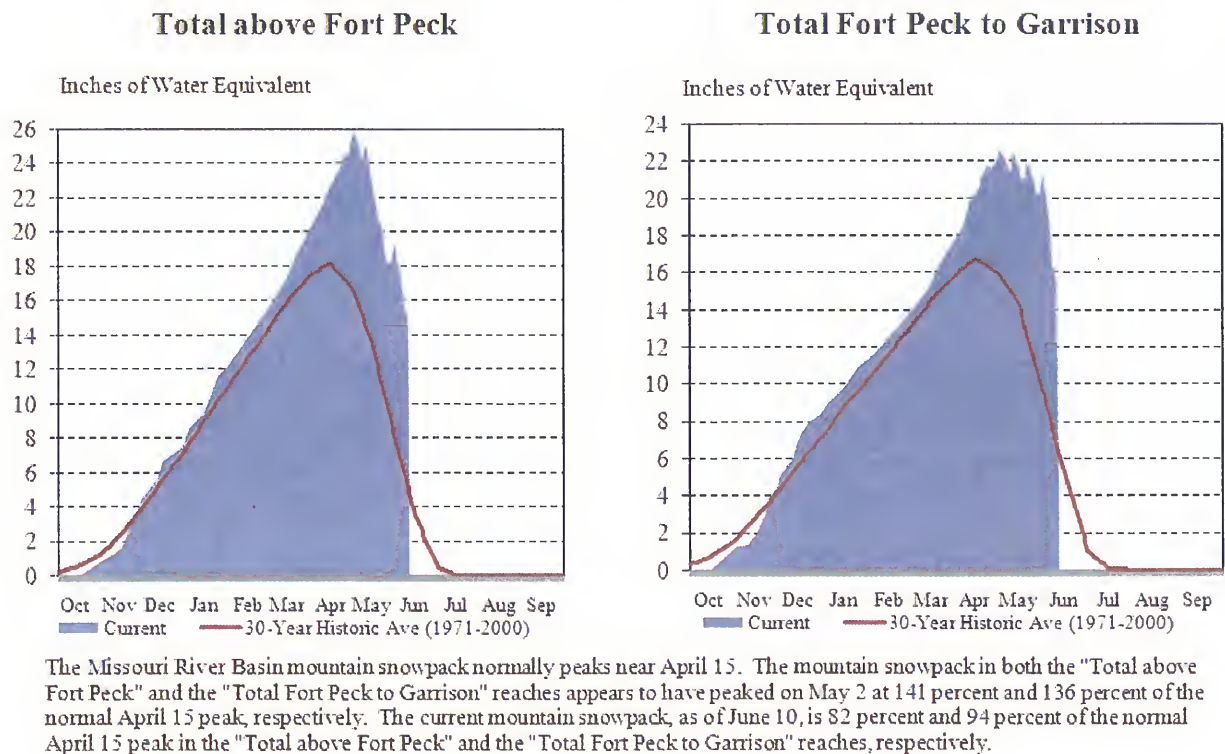 Total above Fort Peck
Total Fort Peck to Garrison
Inches of Water Equivalent
Inches of Water Equivalent
26
24
22
20
18
16
14
12
10
8
6
4
2
0
Oct Nov Dec Jan Feb Mar Apr May Jun Jul Aug Sep
Current 30-Year Historic Ave (1971-2000)
24
22
20
18
16
14
12
10
8
6
4
2
0
Oct Nov Dec Jan Feb Mar Apr May Jun Jul Aug Sep
Current 30-Year Historic Ave (1971-2000)
The Missouri River Basin mountain snowpack normally peaks near April 15. The mountain snowpack in both the "Total above
Fort Peck" and the "Total Fort Peck to Garrison" reaches appears to have peaked on May 2 at 141 percent and 136 percent of the
normal April 15 peak, respectively. The current mountain snowpack, as of June 10, is 82 percent and 94 percent of the normal
April 15 peak in the "Total above Fort Peck" and the "Total Fort Peck to Garrison" reaches, respectively.